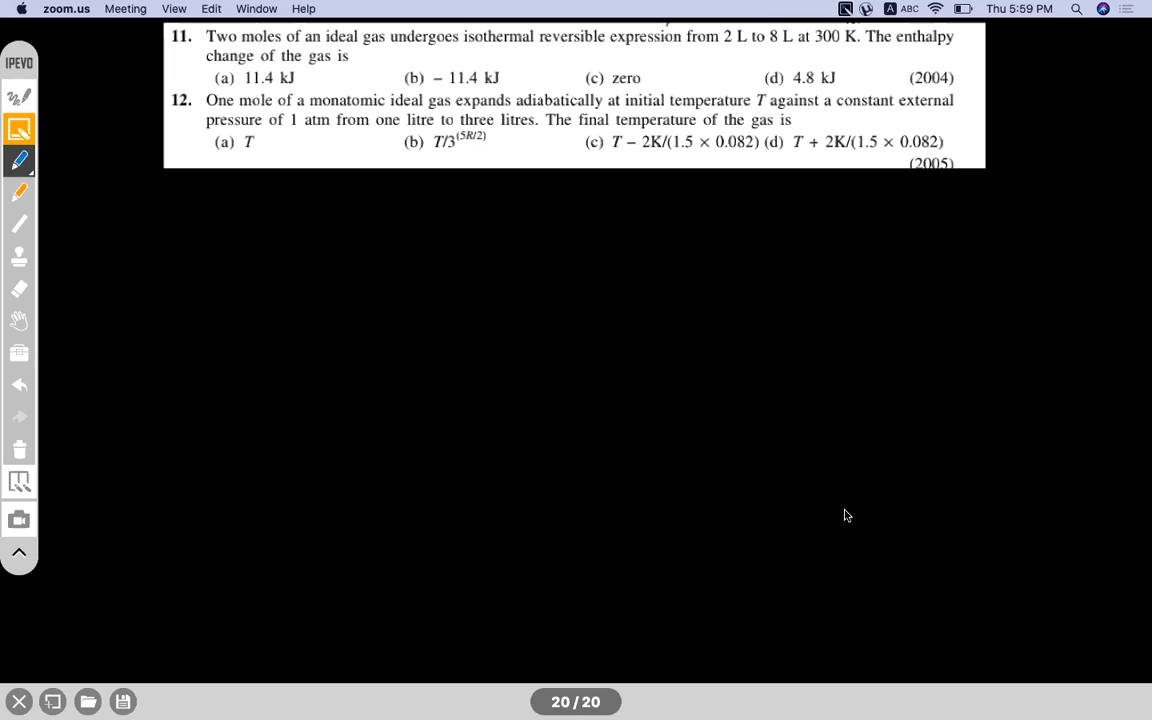 zoom.us Meeting View Edit Window Help ABC Thu 5:59 PM
IPEVO
11. Two moles of an ideal gas undergoes isothermal reversible expression from 2 L to 8 L at 300 K. The enthalpy
change of the gas is
(a) 11.4 kJ (b) − 11.4 kJ (c) zero (d) 4.8 kJ (2004)
12. One mole of a monatomic ideal gas expands adiabatically at initial temperature T against a constant external
pressure of 1 atm from one litre to three litres. The final temperature of the gas is
(a) T (b) T/3^(5R/2) (c) T − 2K/(1.5 × 0.082) (d) T + 2K/(1.5 × 0.082)
(2005)
20 / 20